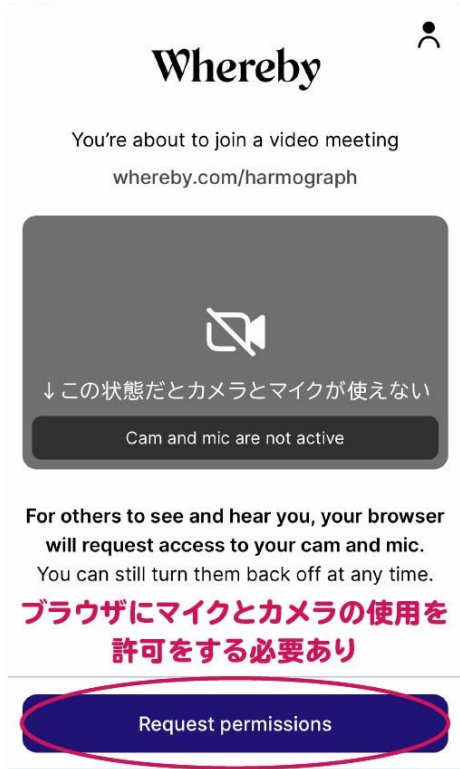 Whereby
You're about to join a video meeting
whereby.com/harmograph
↓この状態だとカメラとマイクが使えない
Cam and mic are not active
For others to see and hear you, your browser
will request access to your cam and mic.
You can still turn them back off at any time.
ブラウザにマイクとカメラの使用を
許可をする必要あり
Request permissions